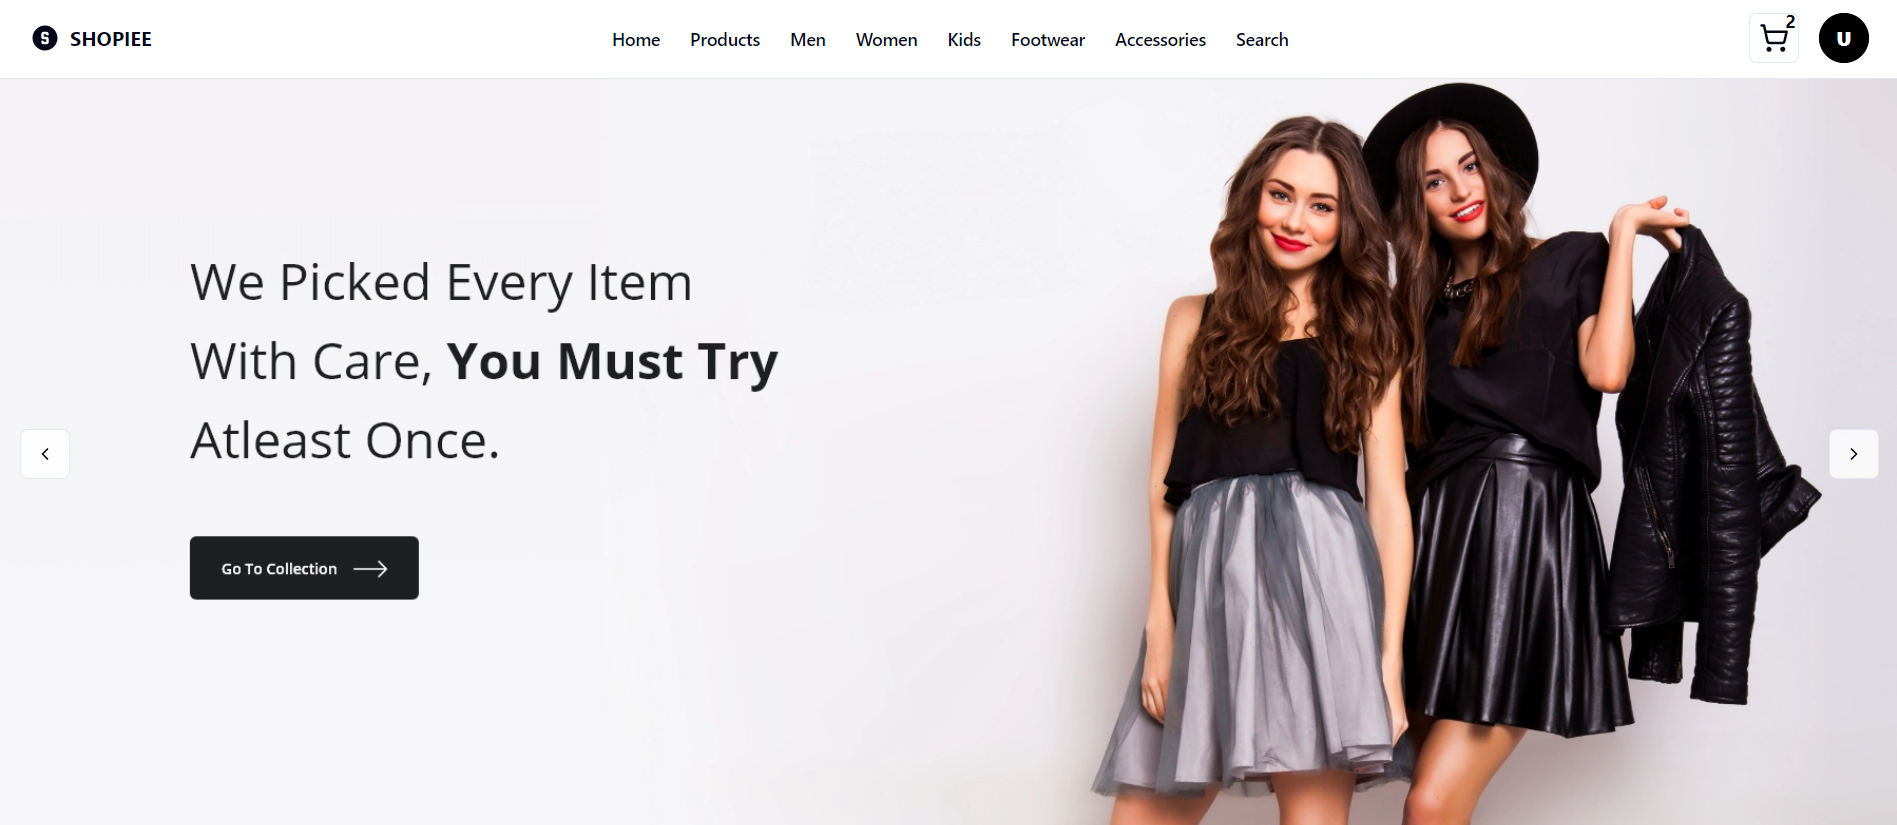 S SHOPIEE Home Products Men Women Kids Footwear Accessories Search 2 U
We Picked Every Item
With Care, You Must Try
Atleast Once.
Go To Collection